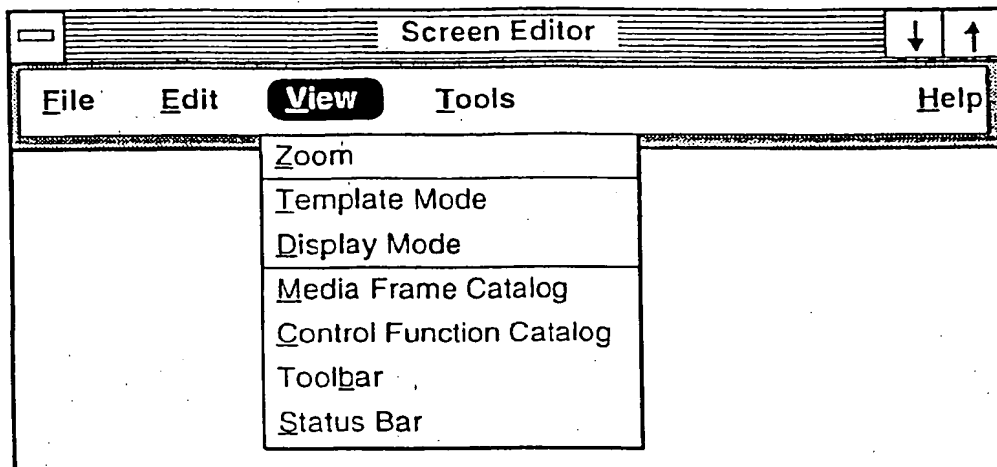 Screen Editor
File Edit View Tools Help
Zoom
Template Mode
Display Mode
Media Frame Catalog
Control Function Catalog
Toolbar
Status Bar